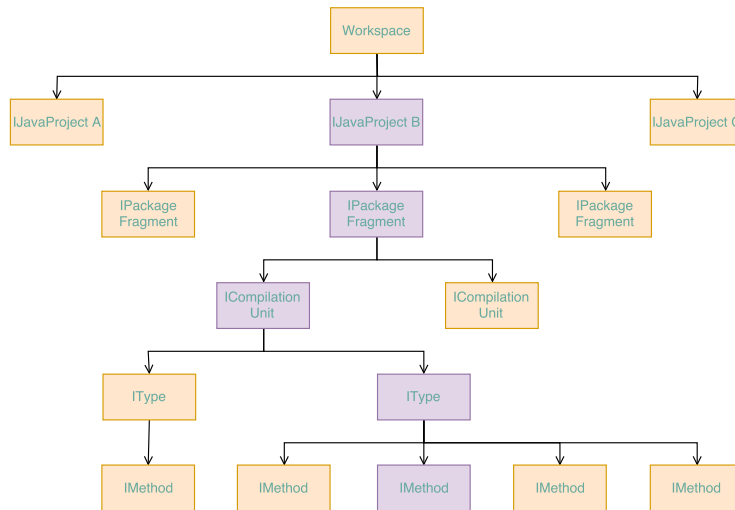 Workspace
IJavaProject A
IJavaProject B
IJavaProject C
IPackage
Fragment
IPackage
Fragment
IPackage
Fragment
ICompilation
Unit
ICompilation
Unit
IType
IType
IMethod
IMethod
IMethod
IMethod
IMethod